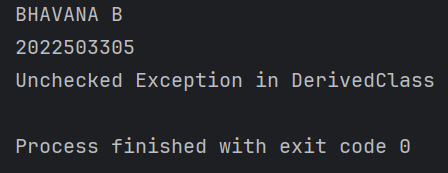 BHAVANA B
2022503305
Unchecked Exception in DerivedClass
Process finished with exit code 0